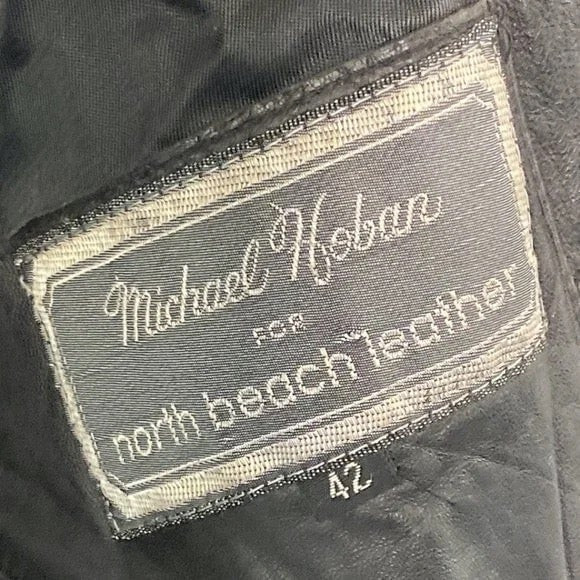 Michael Hoban
FOR
north beach leather
42